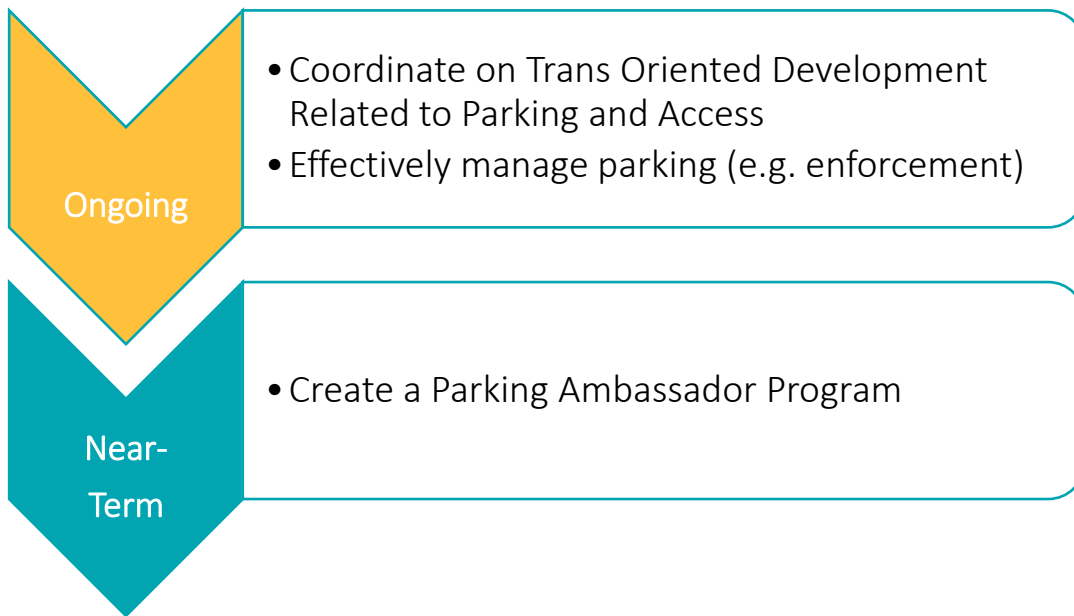 Ongoing
• Coordinate on Trans Oriented Development
Related to Parking and Access
• Effectively manage parking (e.g. enforcement)
Near-
Term
• Create a Parking Ambassador Program